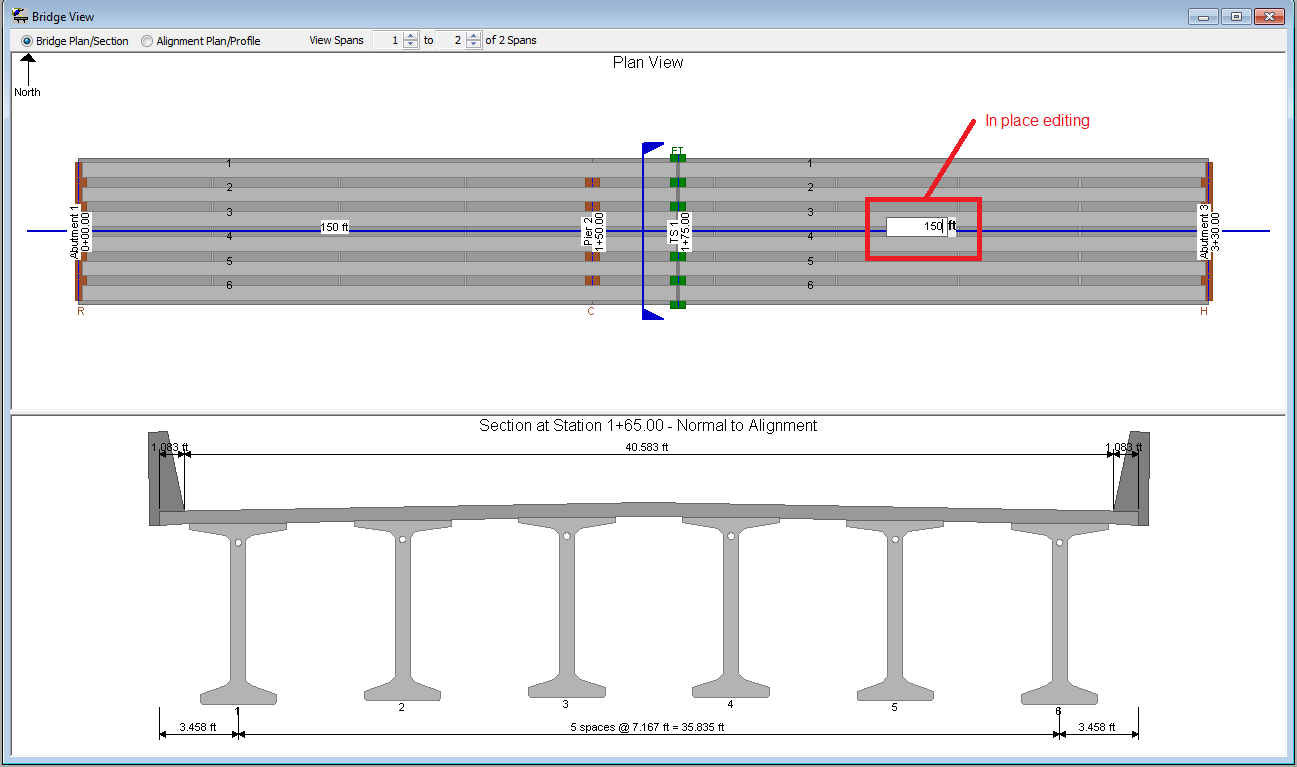 Bridge View
Bridge Plan/Section Alignment Plan/Profile View Spans 1 to 2 of 2 Spans
Plan View
North
In place editing
FT
1 1
2 2
3 3
150 ft 150 ft
4 4
5 5
6 6
Abutment 1
0+00.00
Pier 2
1+50.00
TS 1
1+75.00
Abutment 3
3+30.00
R C H
Section at Station 1+65.00 - Normal to Alignment
1.083 ft 40.583 ft 1.083 ft
1 2 3 4 5 6
3.458 ft 5 spaces @ 7.167 ft = 35.835 ft 3.458 ft